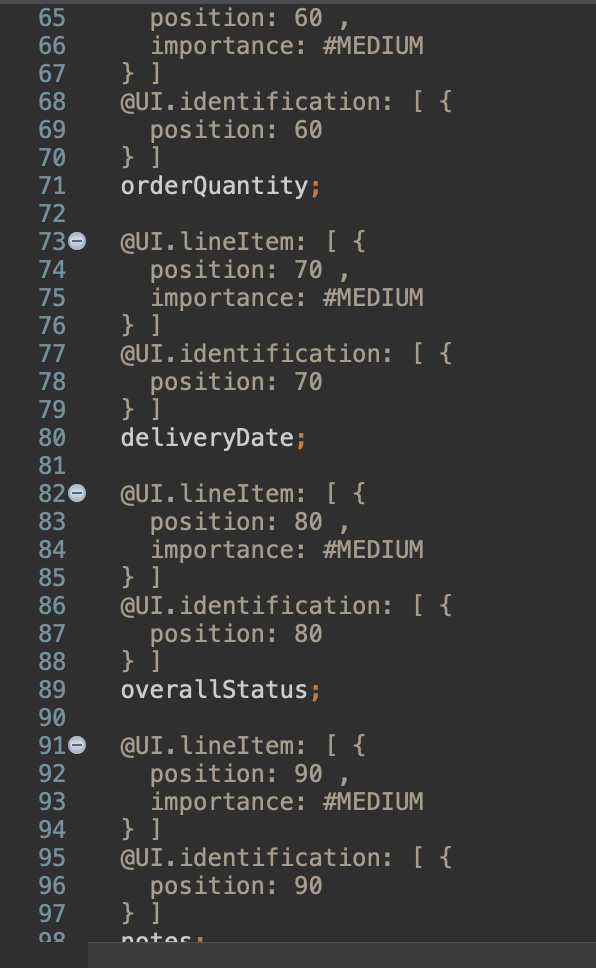 65 position: 60 ,
66 importance: #MEDIUM
67 } ]
68 @UI.identification: [ {
69 position: 60
70 } ]
71 orderQuantity;
72
73 @UI.lineItem: [ {
74 position: 70 ,
75 importance: #MEDIUM
76 } ]
77 @UI.identification: [ {
78 position: 70
79 } ]
80 deliveryDate;
81
82 @UI.lineItem: [ {
83 position: 80 ,
84 importance: #MEDIUM
85 } ]
86 @UI.identification: [ {
87 position: 80
88 } ]
89 overallStatus;
90
91 @UI.lineItem: [ {
92 position: 90 ,
93 importance: #MEDIUM
94 } ]
95 @UI.identification: [ {
96 position: 90
97 } ]
98 notes;